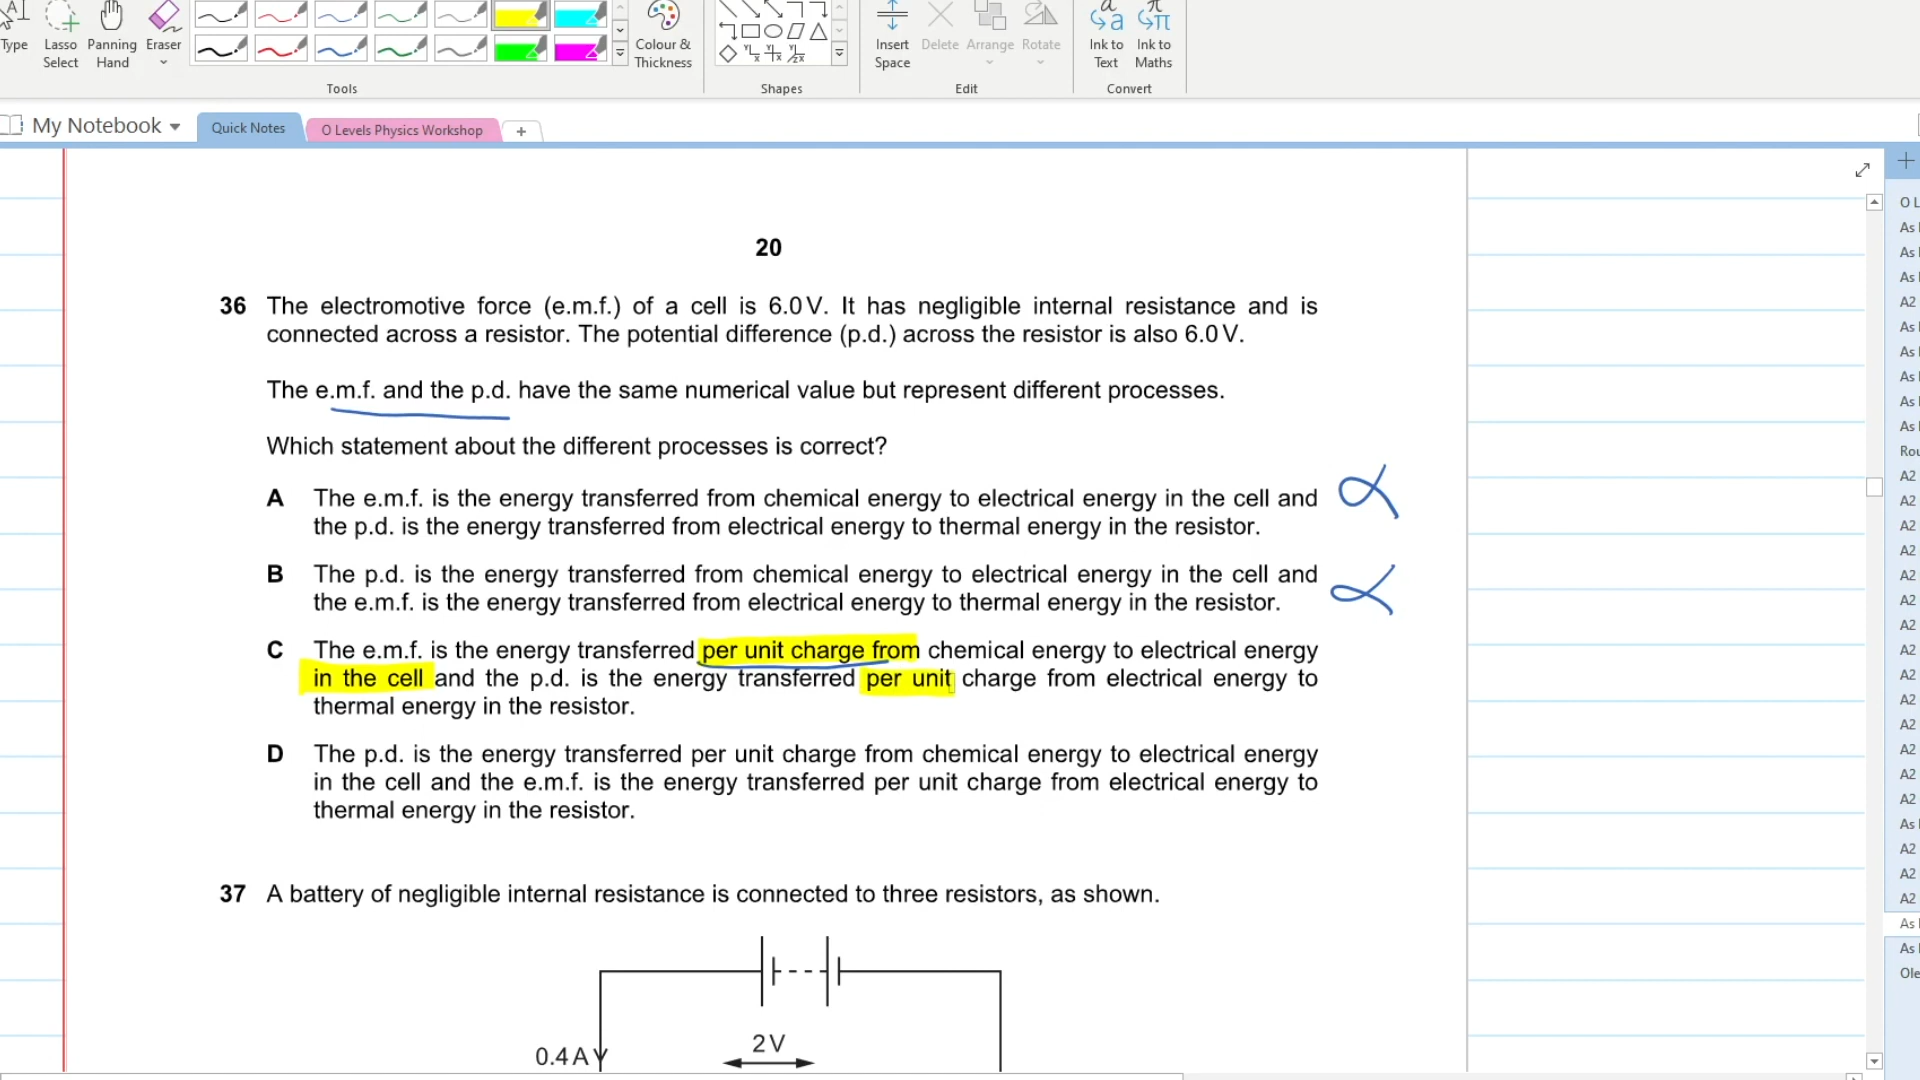 Type
Lasso Select
Panning Hand
Eraser
Colour & Thickness
Insert Space
Delete
Arrange
Rotate
Ink to Text
Ink to Maths
Tools
Shapes
Edit
Convert
My Notebook
Quick Notes
O Levels Physics Workshop
+
20
36 The electromotive force (e.m.f.) of a cell is 6.0 V. It has negligible internal resistance and is
connected across a resistor. The potential difference (p.d.) across the resistor is also 6.0 V.
The e.m.f. and the p.d. have the same numerical value but represent different processes.
Which statement about the different processes is correct?
A The e.m.f. is the energy transferred from chemical energy to electrical energy in the cell and
the p.d. is the energy transferred from electrical energy to thermal energy in the resistor.
B The p.d. is the energy transferred from chemical energy to electrical energy in the cell and
the e.m.f. is the energy transferred from electrical energy to thermal energy in the resistor.
C The e.m.f. is the energy transferred per unit charge from chemical energy to electrical energy
in the cell and the p.d. is the energy transferred per unit charge from electrical energy to
thermal energy in the resistor.
D The p.d. is the energy transferred per unit charge from chemical energy to electrical energy
in the cell and the e.m.f. is the energy transferred per unit charge from electrical energy to
thermal energy in the resistor.
37 A battery of negligible internal resistance is connected to three resistors, as shown.
2 V
0.4 A